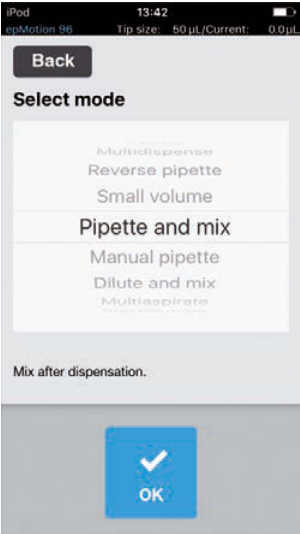 iPod 13:42
epMotion 96 Tip size: 50 µL/Current: 0.0µL
Back
Select mode
Multidispense
Reverse pipette
Small volume
Pipette and mix
Manual pipette
Dilute and mix
Multiaspirate
Mix after dispensation.
OK